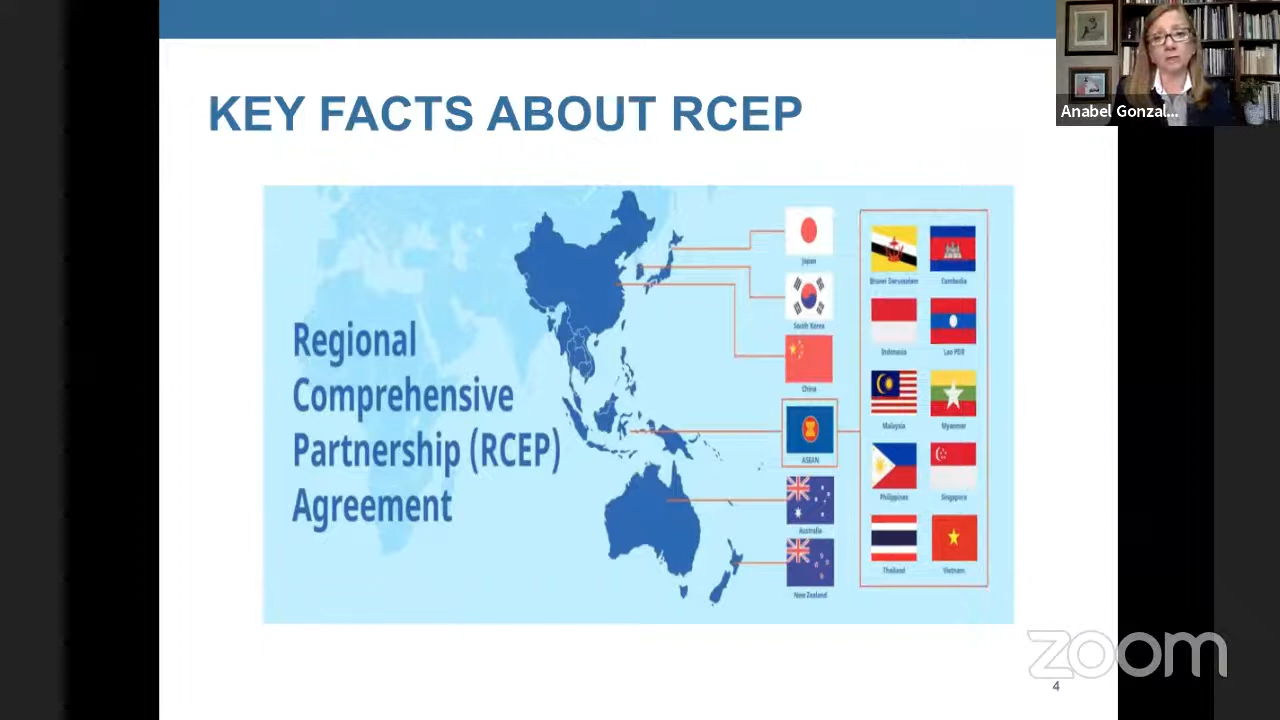 KEY FACTS ABOUT RCEP
Anabel Gonzal...
Regional
Comprehensive
Partnership (RCEP)
Agreement
Japan
South Korea
China
ASEAN
Australia
New Zealand
Brunei Darussalam
Cambodia
Indonesia
Lao PDR
Malaysia
Myanmar
Philippines
Singapore
Thailand
Vietnam
zoom
4